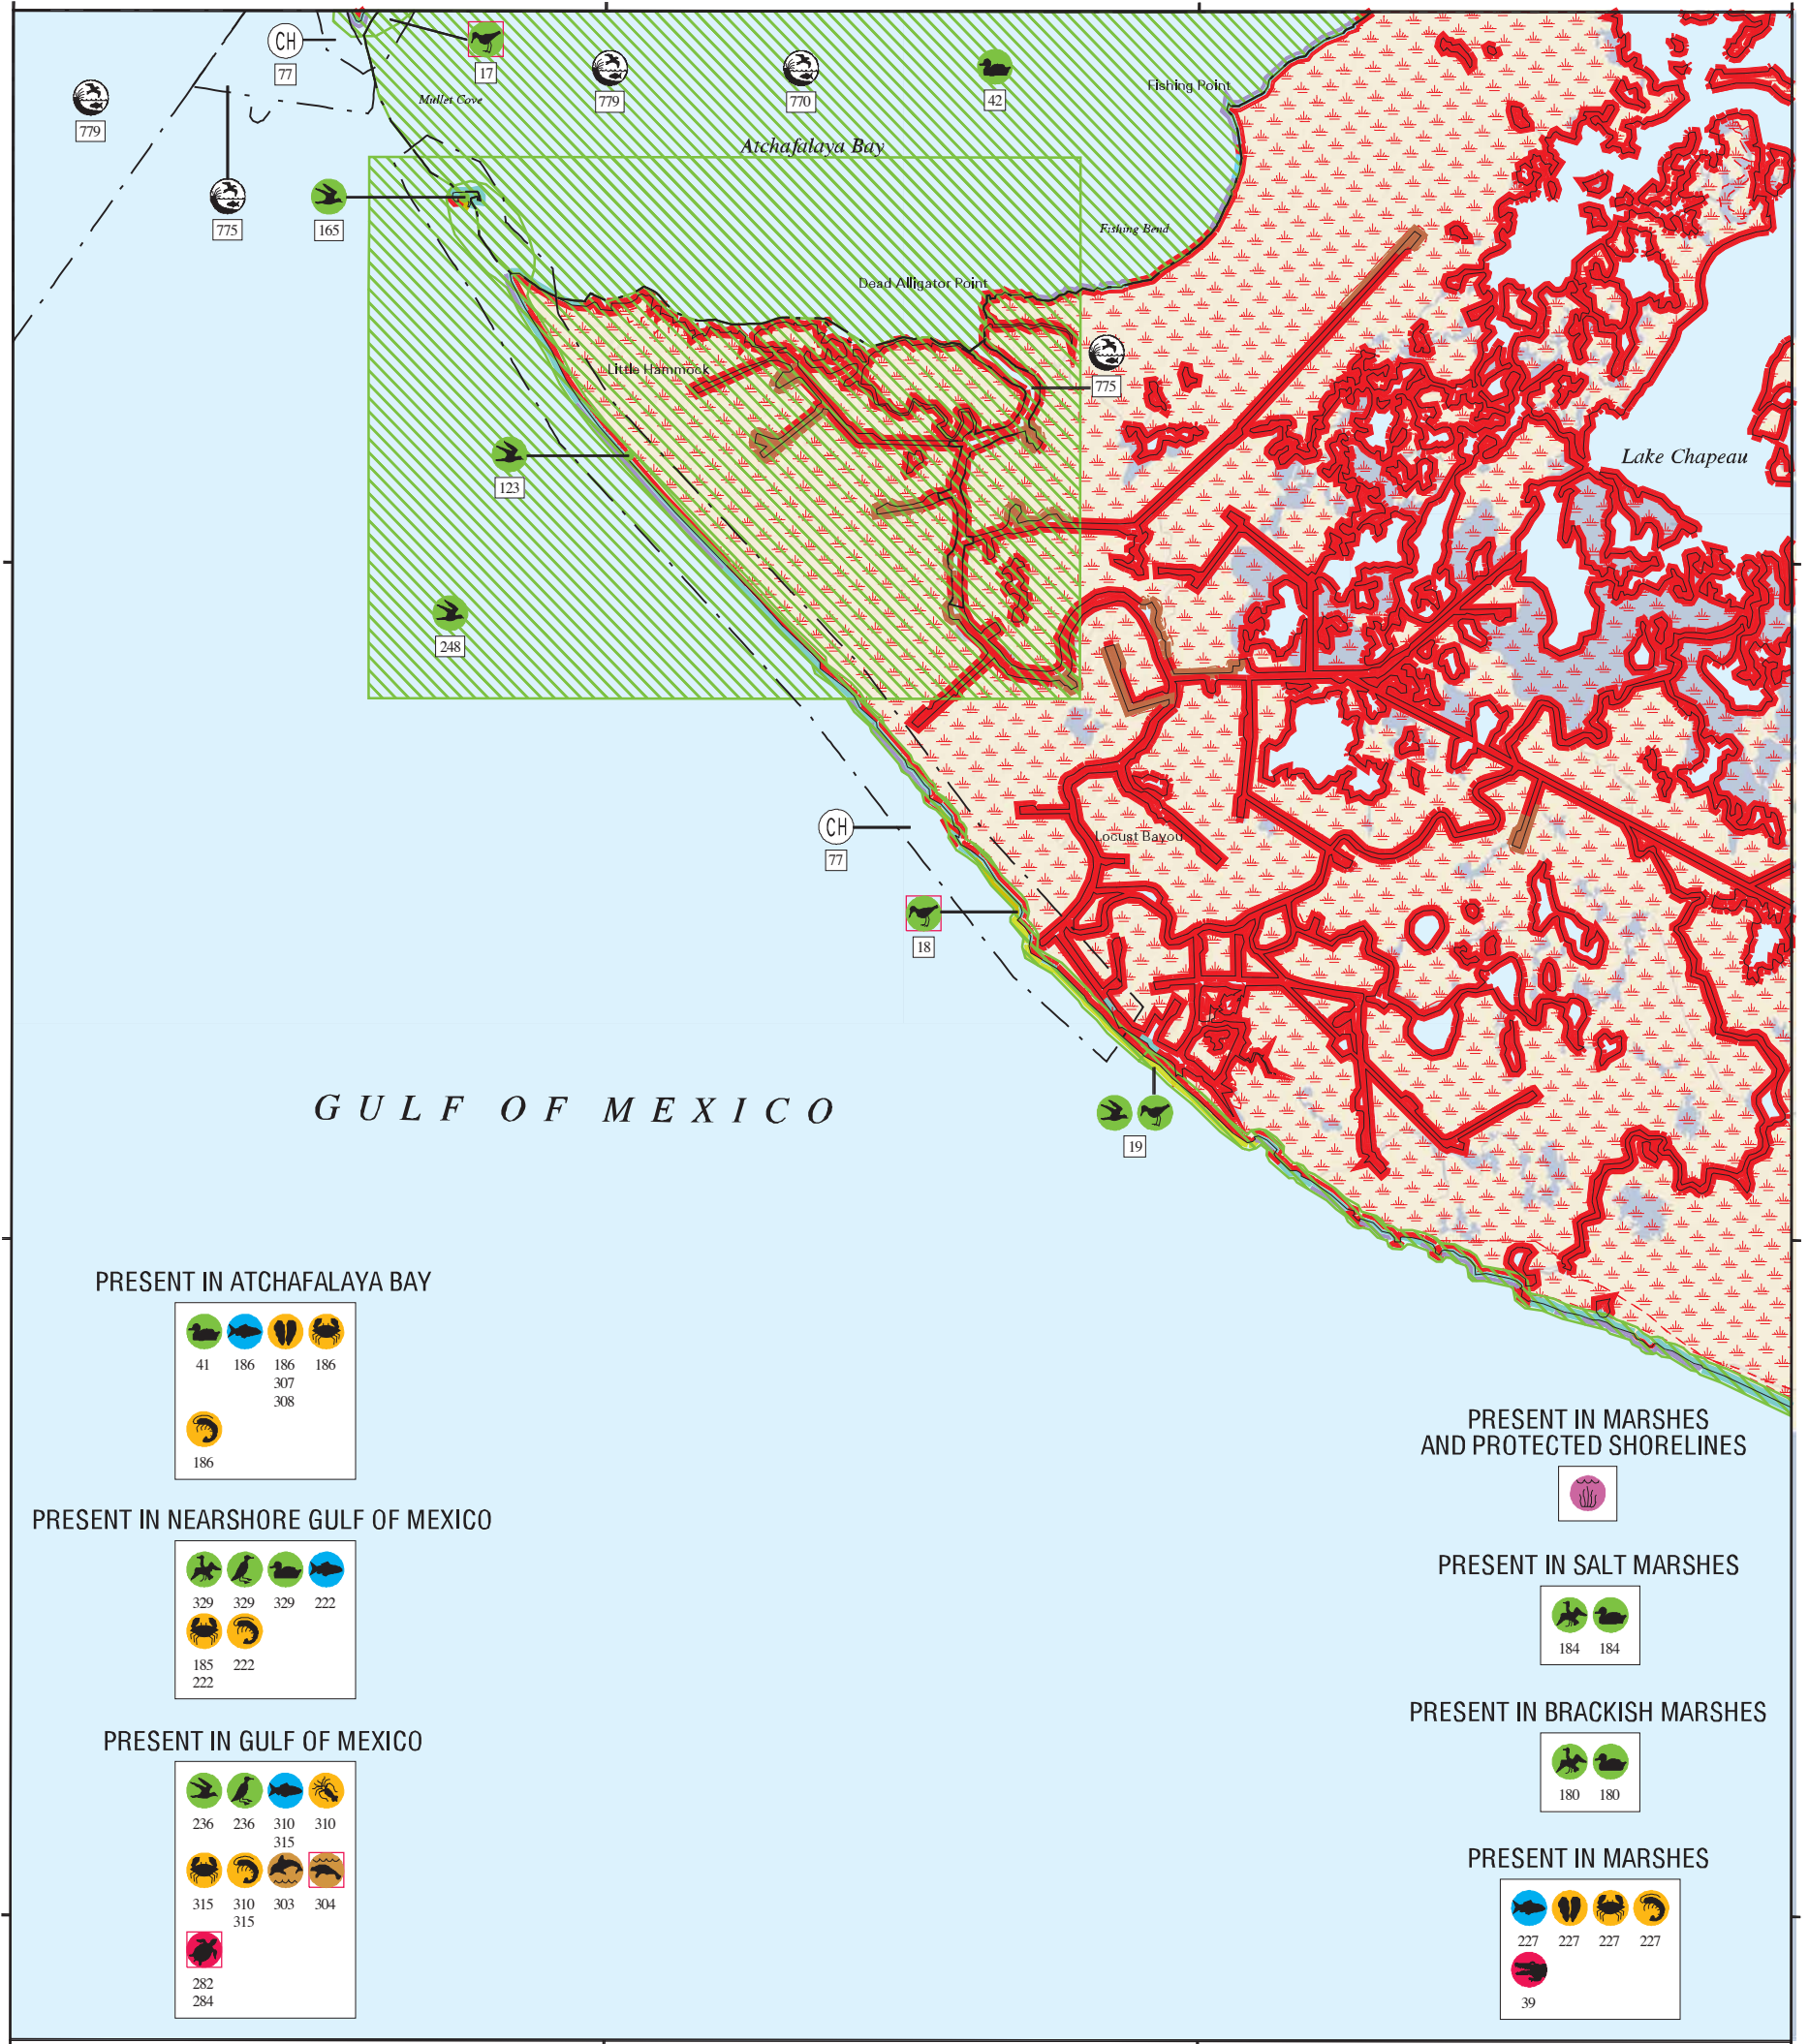 CH
77
17
779
770
42
Fishing Point
779
Mullet Cove
Atchafalaya Bay
775
165
Fishing Bend
Dead Alligator Point
Little Hammock
775
Lake Chapeau
123
248
CH
77
Locust Bayou
18
GULF OF MEXICO
19
PRESENT IN ATCHAFALAYA BAY
41 186 186 186
307
308
186
PRESENT IN NEARSHORE GULF OF MEXICO
329 329 329 222
185 222
222
PRESENT IN GULF OF MEXICO
236 236 310 310
315
315 310 303 304
315
282
284
PRESENT IN MARSHES
AND PROTECTED SHORELINES
PRESENT IN SALT MARSHES
184 184
PRESENT IN BRACKISH MARSHES
180 180
PRESENT IN MARSHES
227 227 227 227
39